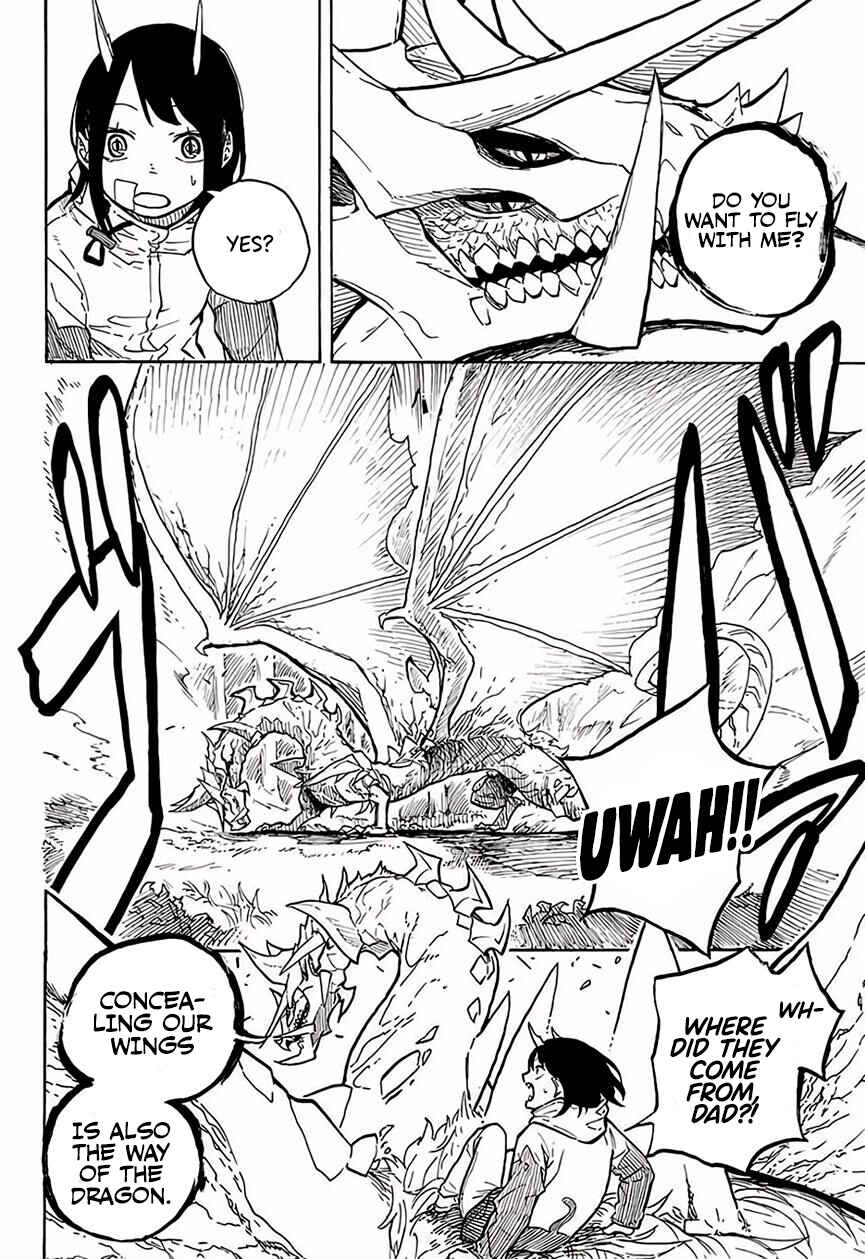 DO YOU
WANT TO FLY
WITH ME?
YES?
UWAH!!
WH-
WHERE
DID THEY
COME
FROM,
DAD?!
CONCEA-
LING OUR
WINGS
IS ALSO
THE WAY
OF THE
DRAGON.